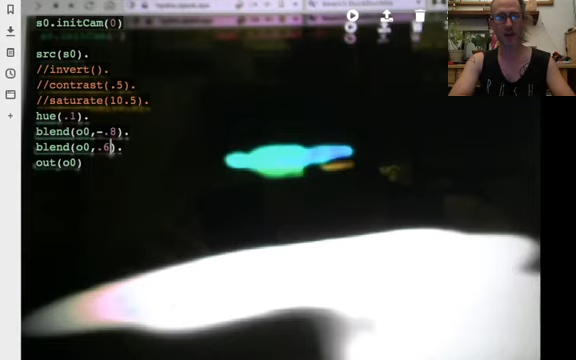 s0.initCam(0)
src(s0).
//invert().
//contrast(.5).
//saturate(10.5).
hue(.1).
blend(o0,-.8).
blend(o0,.6).
out(o0)